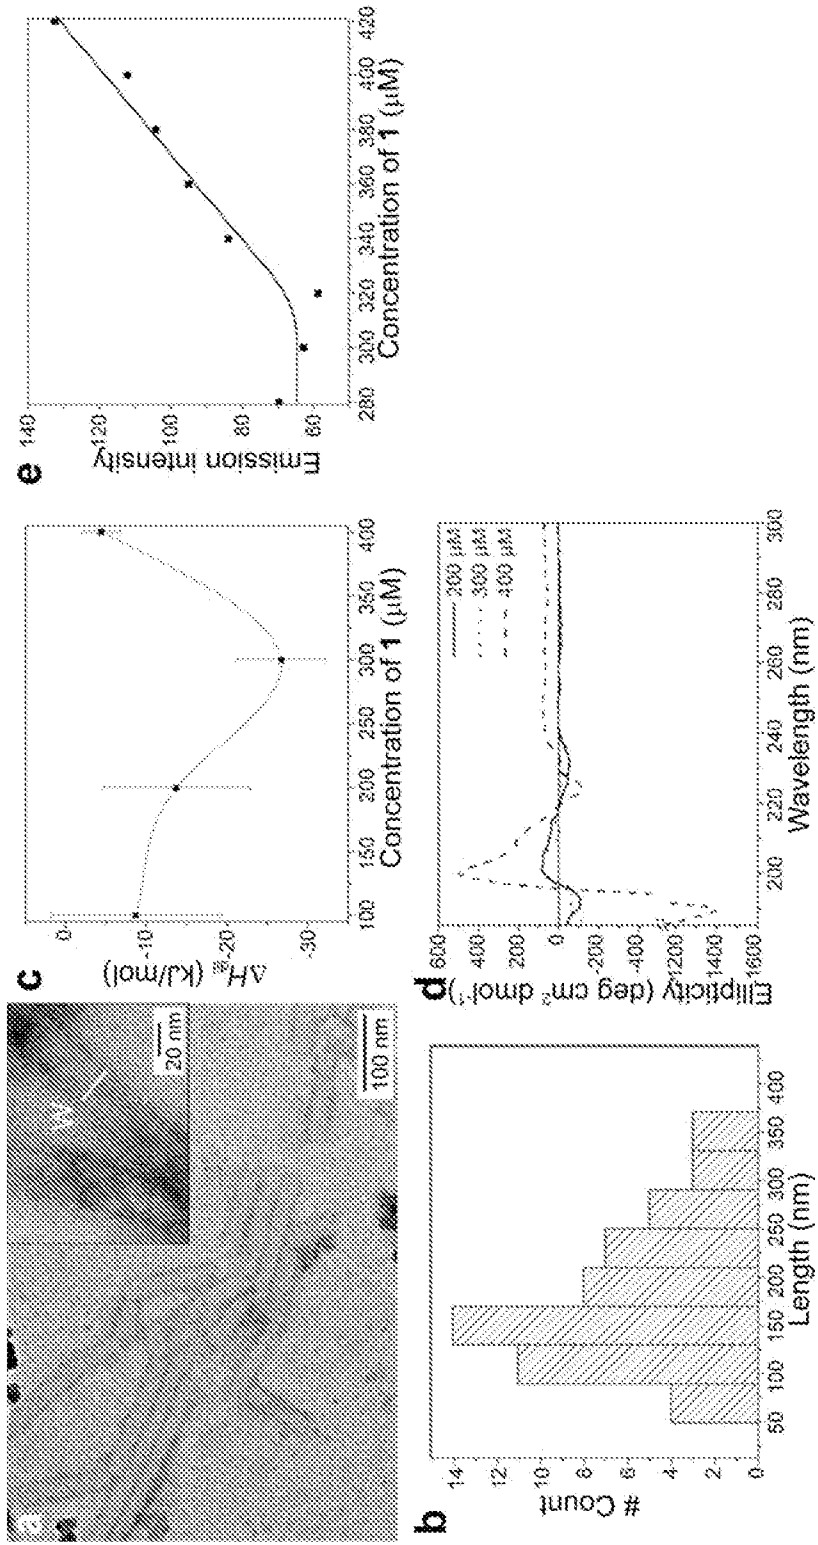 a
W
20 nm
100 nm
b
# Count
14
12
10
8
6
4
2
0
50
100
150
200
250
300
350
400
Length (nm)
c
(kJ/mol)
0
-10
-20
-30
100
150
200
250
300
350
400
Concentration of 1 (µM)
d
Ellipticity (deg cm² dmol⁻¹)
600
400
200
0
-200
-1200
-1600
200 µM
300 µM
400 µM
200
220
240
260
280
300
Wavelength (nm)
e
Emission intensity
140
120
100
80
60
280
300
320
340
360
380
400
420
Concentration of 1 (µM)